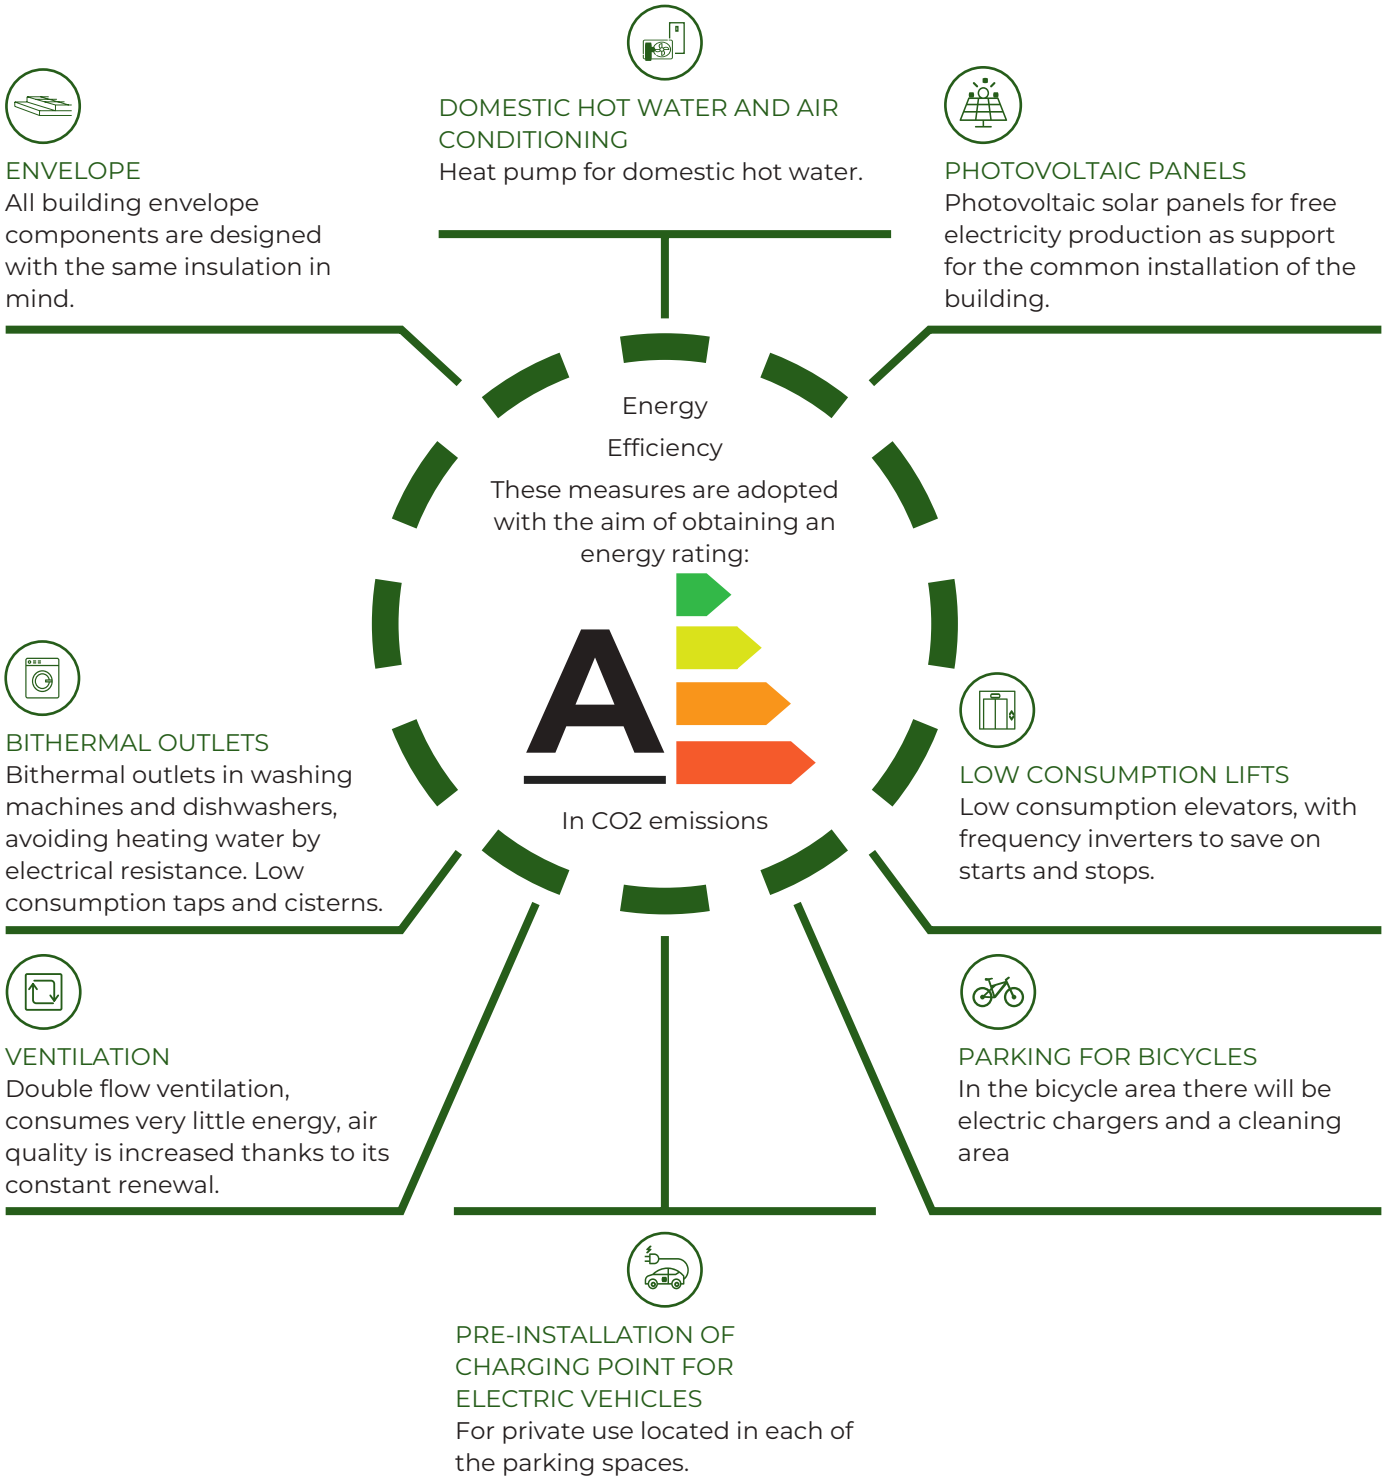 DOMESTIC HOT WATER AND AIR
CONDITIONING
Heat pump for domestic hot water.
ENVELOPE
All building envelope
components are designed
with the same insulation in
mind.
PHOTOVOLTAIC PANELS
Photovoltaic solar panels for free
electricity production as support
for the common installation of the
building.
Energy
Efficiency
These measures are adopted
with the aim of obtaining an
energy rating:
A
In CO2 emissions
BITHERMAL OUTLETS
Bithermal outlets in washing
machines and dishwashers,
avoiding heating water by
electrical resistance. Low
consumption taps and cisterns.
LOW CONSUMPTION LIFTS
Low consumption elevators, with
frequency inverters to save on
starts and stops.
VENTILATION
Double flow ventilation,
consumes very little energy, air
quality is increased thanks to its
constant renewal.
PARKING FOR BICYCLES
In the bicycle area there will be
electric chargers and a cleaning
area
PRE-INSTALLATION OF
CHARGING POINT FOR
ELECTRIC VEHICLES
For private use located in each of
the parking spaces.